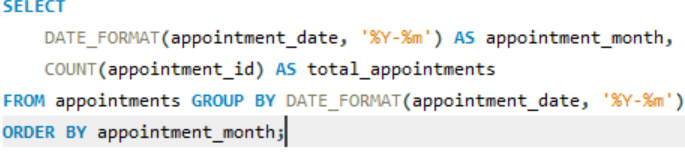 SELECT
DATE_FORMAT(appointment_date, '%Y-%m') AS appointment_month,
COUNT(appointment_id) AS total_appointments
FROM appointments GROUP BY DATE_FORMAT(appointment_date, '%Y-%m')
ORDER BY appointment_month;